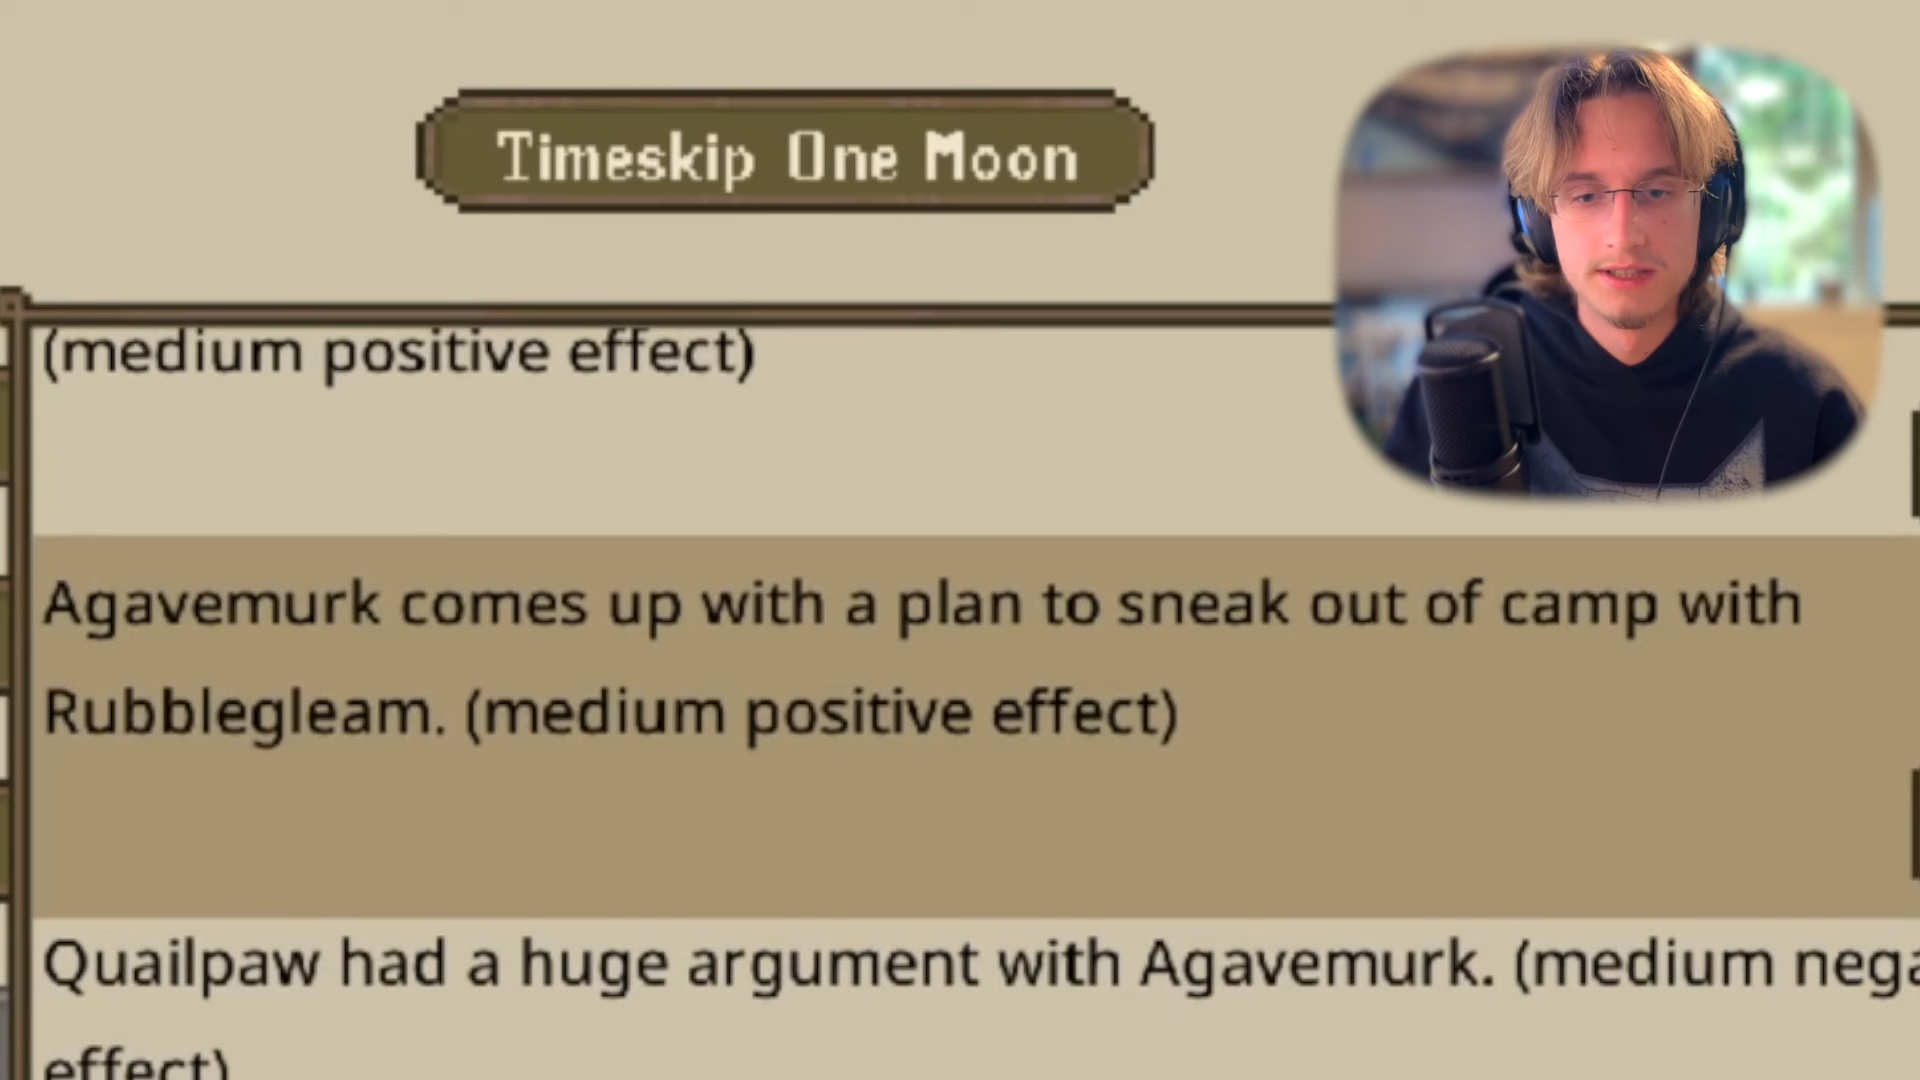 Timeskip One Moon
(medium positive effect)
Agavemurk comes up with a plan to sneak out of camp with
Rubblegleam. (medium positive effect)
Quailpaw had a huge argument with Agavemurk. (medium nega
effect)